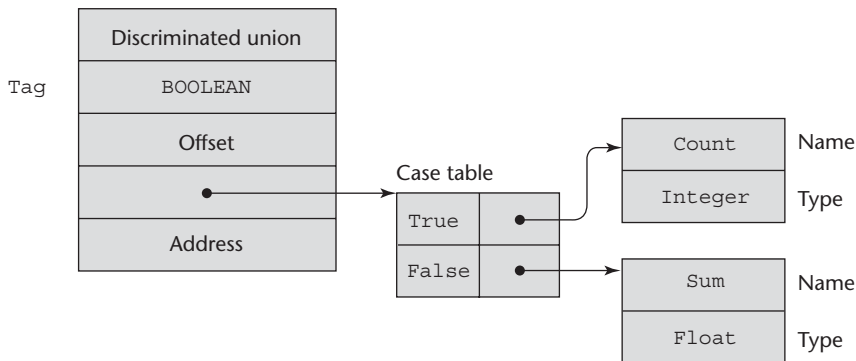 Discriminated union
Tag
BOOLEAN
Offset
Address
Case table
True
False
Count
Name
Integer
Type
Sum
Name
Float
Type